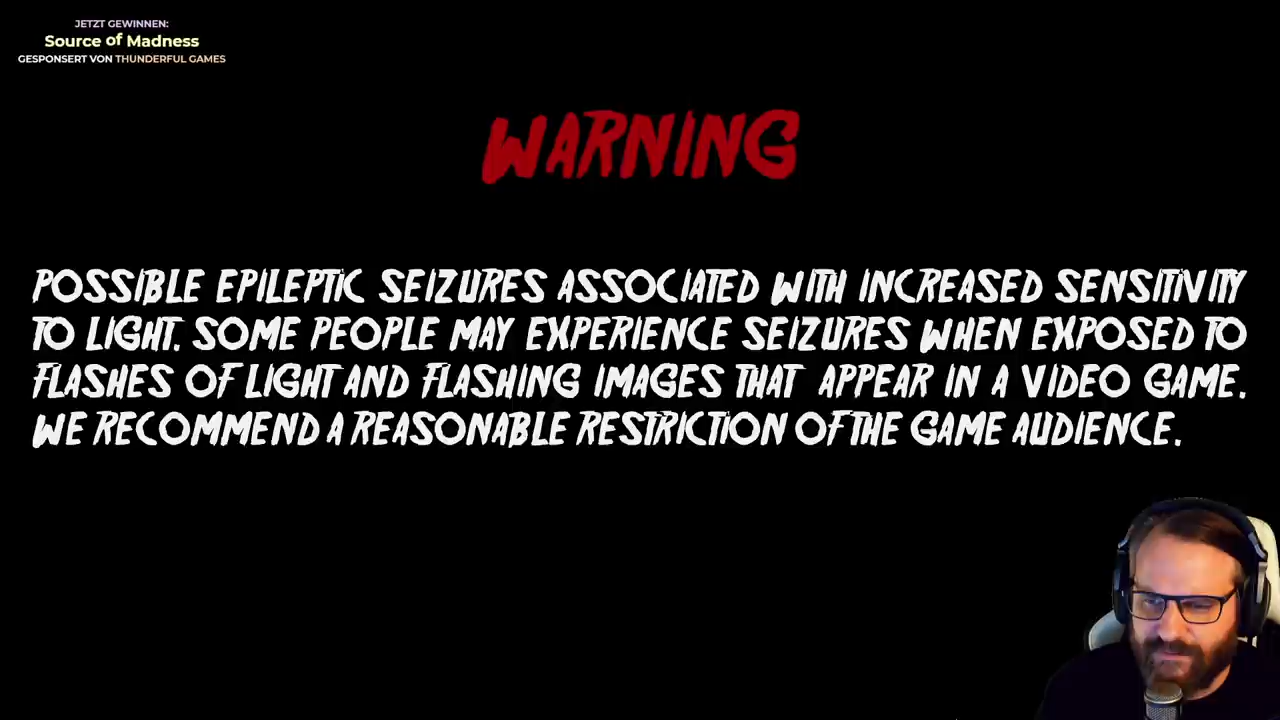 JETZT GEWINNEN:
Source of Madness
GESPONSERT VON THUNDERFUL GAMES
WARNING
POSSIBLE EPILEPTIC SEIZURES ASSOCIATED WITH INCREASED SENSITIVITY
TO LIGHT. SOME PEOPLE MAY EXPERIENCE SEIZURES WHEN EXPOSED TO
FLASHES OF LIGHT AND FLASHING IMAGES THAT APPEAR IN A VIDEO GAME.
WE RECOMMEND A REASONABLE RESTRICTION OF THE GAME AUDIENCE.